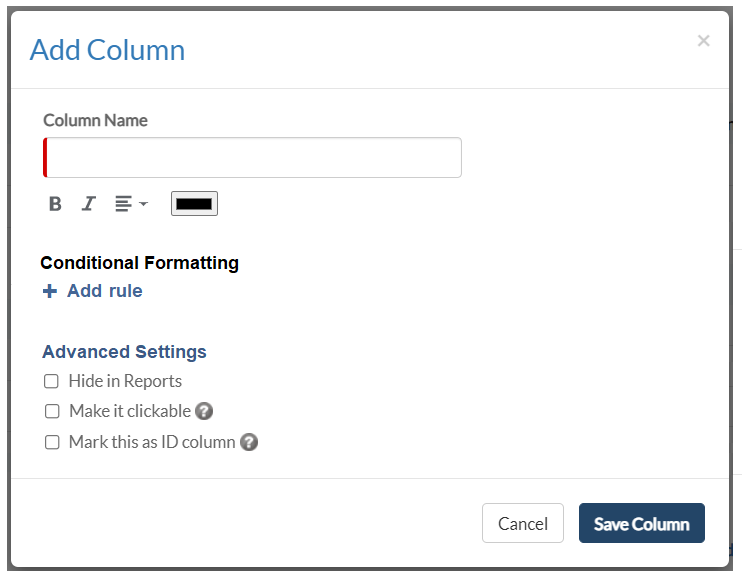 Add Column
×
Column Name
B I
Conditional Formatting
+ Add rule
Advanced Settings
Hide in Reports
Make it clickable ?
Mark this as ID column ?
Cancel Save Column